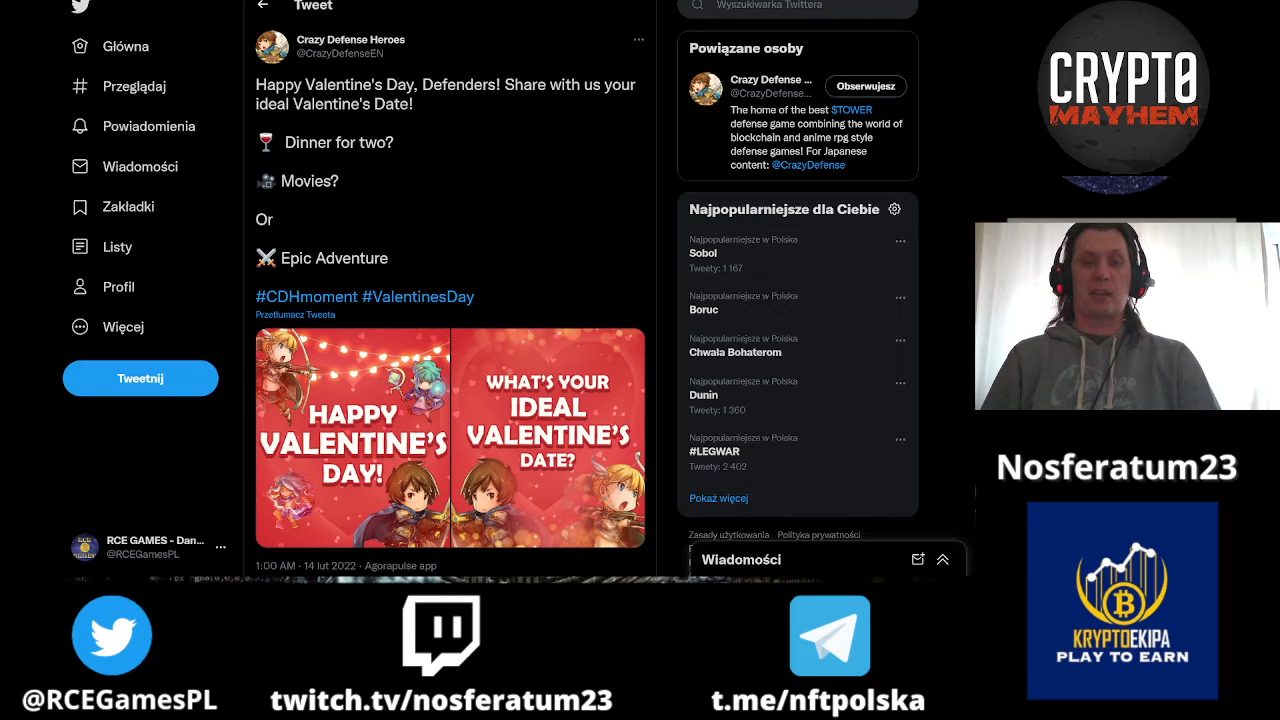 Główna
Przeglądaj
Powiadomienia
Wiadomości
Zakładki
Listy
Profil
Więcej
Tweetnij
RCE GAMES - Dan...
@RCEGamesPL
Tweet
Crazy Defense Heroes
@CrazyDefenseEN
Happy Valentine's Day, Defenders! Share with us your
ideal Valentine's Date!
Dinner for two?
Movies?
Or
Epic Adventure
#CDHmoment #ValentinesDay
Przetłumacz Tweeta
HAPPY
VALENTINE'S
DAY!
WHAT'S YOUR
IDEAL
VALENTINE'S
DATE?
1:00 AM · 14 lut 2022 · Agorapulse app
Wyszukiwarka Twittera
Powiązane osoby
Crazy Defense ...
@CrazyDefense...
Obserwujesz
The home of the best $TOWER
defense game combining the world of
blockchain and anime rpg style
defense games! For Japanese
content: @CrazyDefense
Najpopularniejsze dla Ciebie
Najpopularniejsze w Polska
Sobol
Tweety: 1 167
Najpopularniejsze w Polska
Boruc
Najpopularniejsze w Polska
Chwała Bohaterom
Najpopularniejsze w Polska
Dunin
Tweety: 1 360
Najpopularniejsze w Polska
#LEGWAR
Tweety: 2 402
Pokaż więcej
Zasady użytkowania Polityka prywatności
Wiadomości
CRYPTO
MAYHEM
Nosferatum23
KRYPTOEKIPA
PLAY TO EARN
@RCEGamesPL
twitch.tv/nosferatum23
t.me/nftpolska